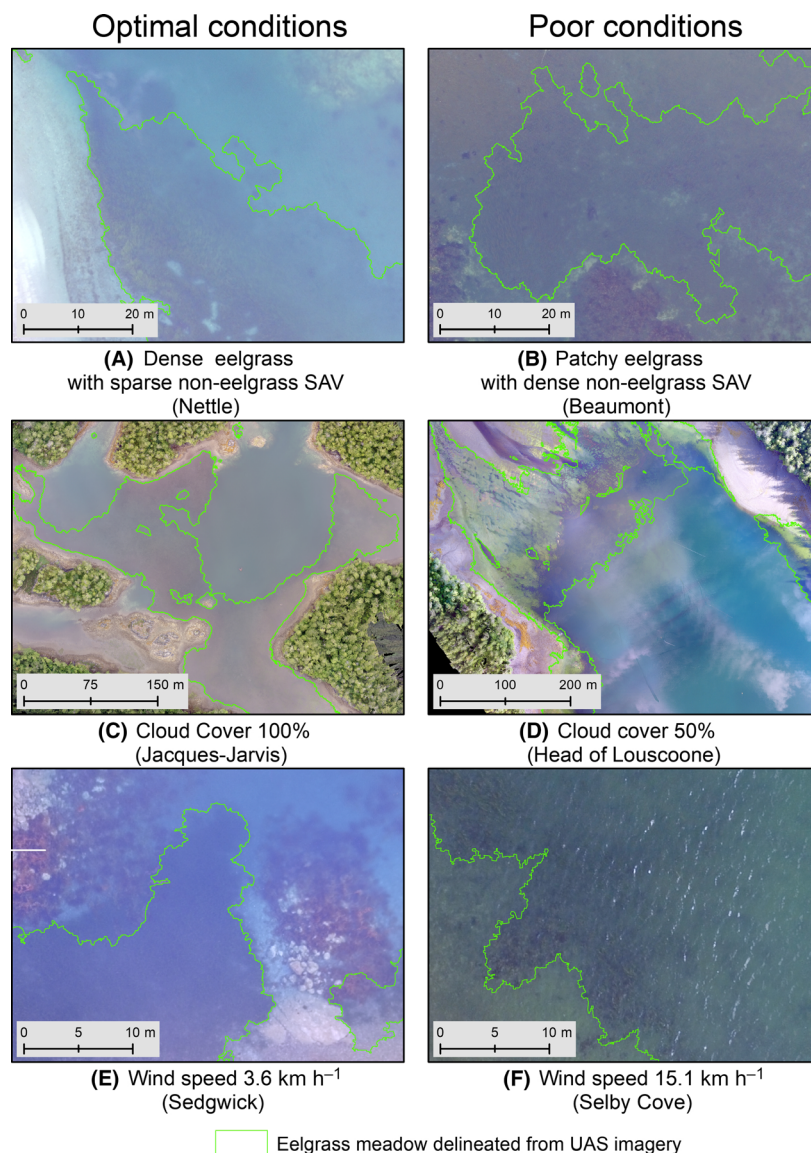 Optimal conditions
Poor conditions
0 10 20 m
0 10 20 m
(A) Dense eelgrass
with sparse non-eelgrass SAV
(Nettle)
(B) Patchy eelgrass
with dense non-eelgrass SAV
(Beaumont)
0 75 150 m
0 100 200 m
(C) Cloud Cover 100%
(Jacques-Jarvis)
(D) Cloud cover 50%
(Head of Louscoone)
0 5 10 m
0 5 10 m
(E) Wind speed 3.6 km h⁻¹
(Sedgwick)
(F) Wind speed 15.1 km h⁻¹
(Selby Cove)
Eelgrass meadow delineated from UAS imagery